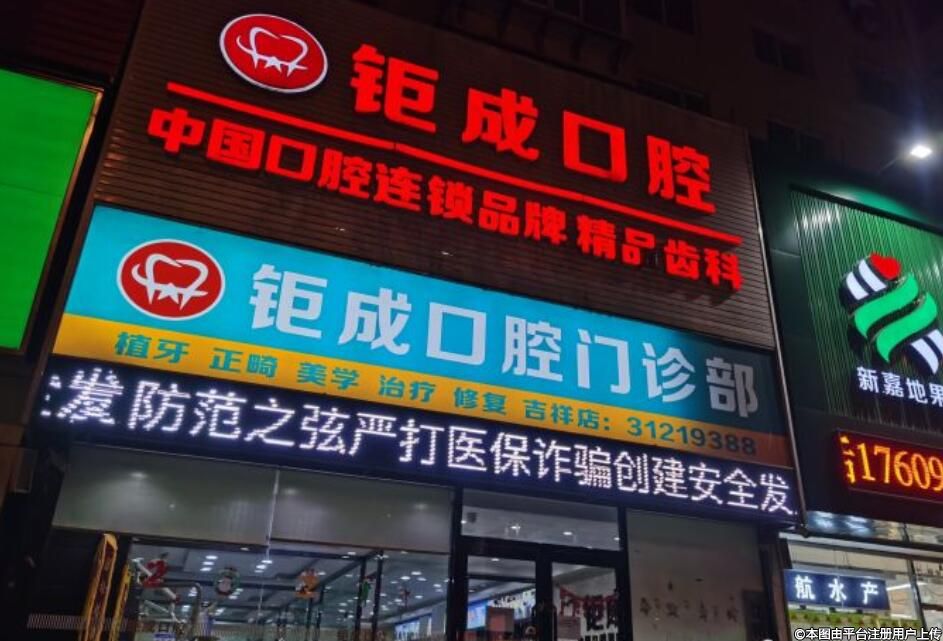 钜成口腔
中国口腔连锁品牌 精品齿科
钜成口腔门诊部
植牙 正畸 美学 治疗 修复 吉祥店：31219388
发防范之弦严打医保诈骗创建安全发
新嘉地果
17609
航水产
©本图由平台注册用户上传